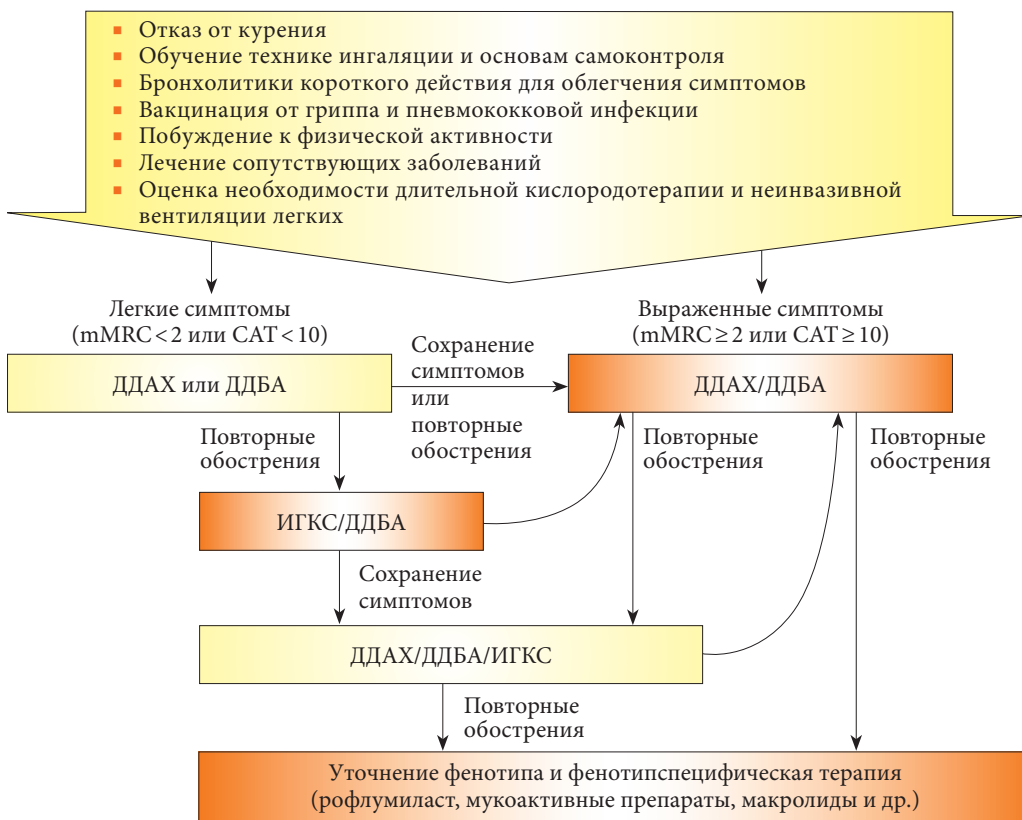 ▪ Отказ от курения
▪ Обучение технике ингаляции и основам самоконтроля
▪ Бронхолитики короткого действия для облегчения симптомов
▪ Вакцинация от гриппа и пневмококковой инфекции
▪ Побуждение к физической активности
▪ Лечение сопутствующих заболеваний
▪ Оценка необходимости длительной кислородотерапии и неинвазивной
вентиляции легких
Легкие симптомы
(mMRC < 2 или CAT < 10)
Выраженные симптомы
(mMRC ≥ 2 или CAT ≥ 10)
ДДАХ или ДДБА
Сохранение
симптомов
или
повторные
обострения
ДДАХ/ДДБА
Повторные
обострения
Повторные
обострения
Повторные
обострения
ИГКС/ДДБА
Сохранение
симптомов
ДДАХ/ДДБА/ИГКС
Повторные
обострения
Уточнение фенотипа и фенотипспецифическая терапия
(рофлумиласт, мукоактивные препараты, макролиды и др.)